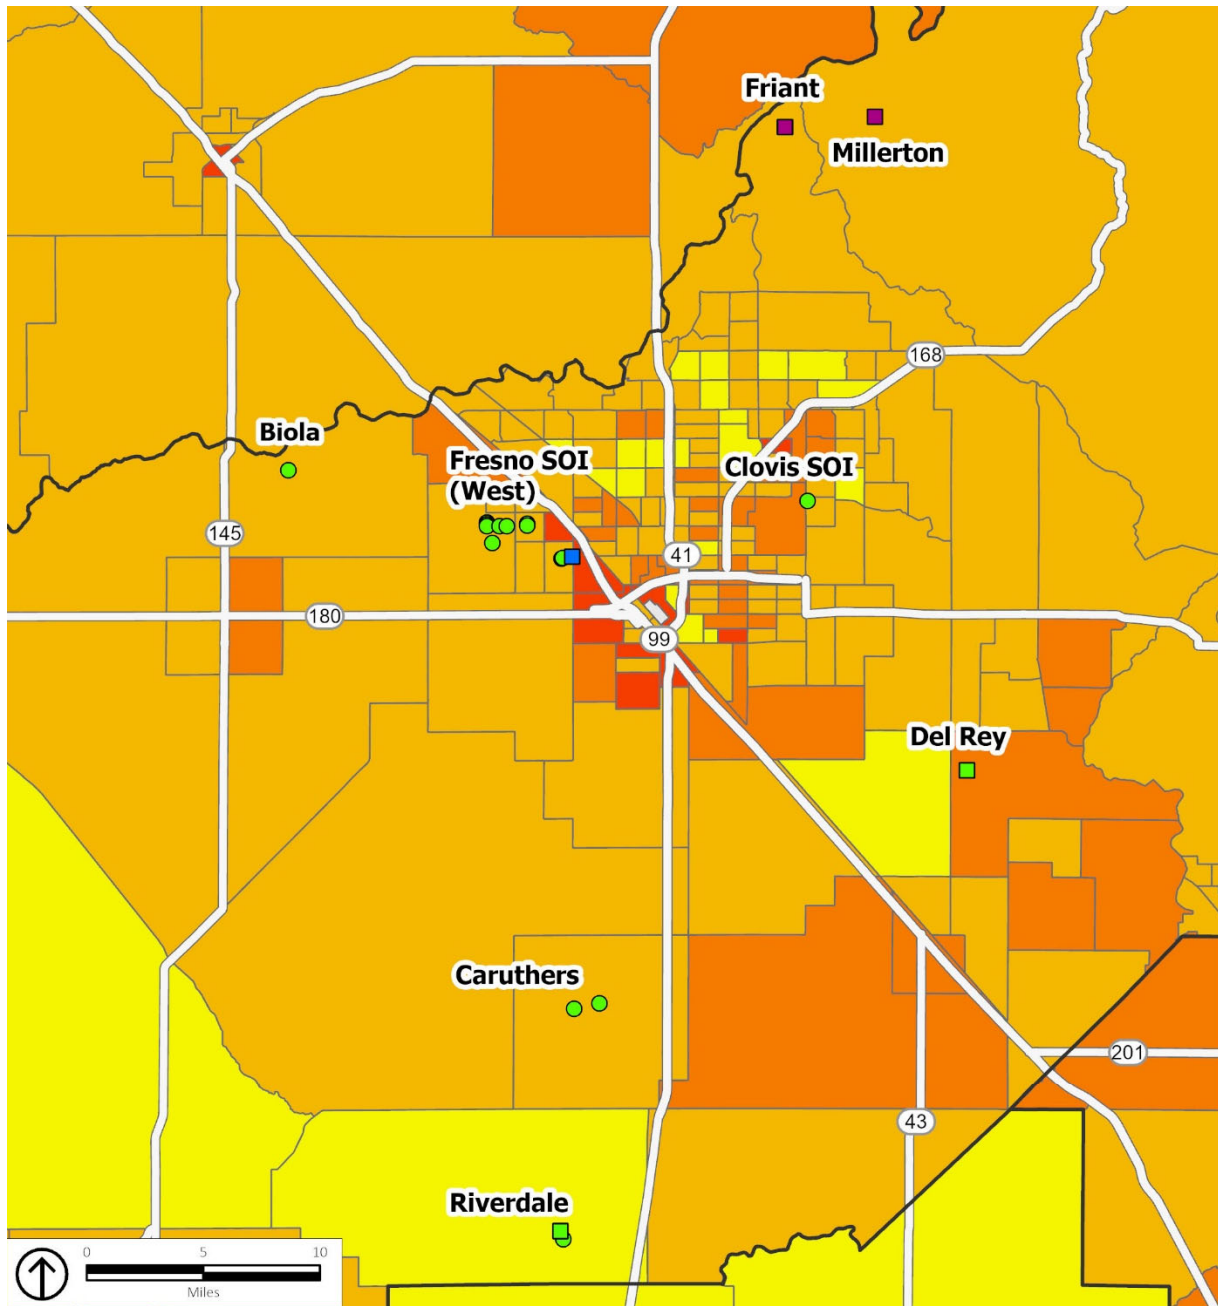 Friant
Millerton
168
Biola
Fresno SOI
(West)
Clovis SOI
145
41
180
99
Del Rey
Caruthers
201
43
Riverdale
0 5 10
Miles